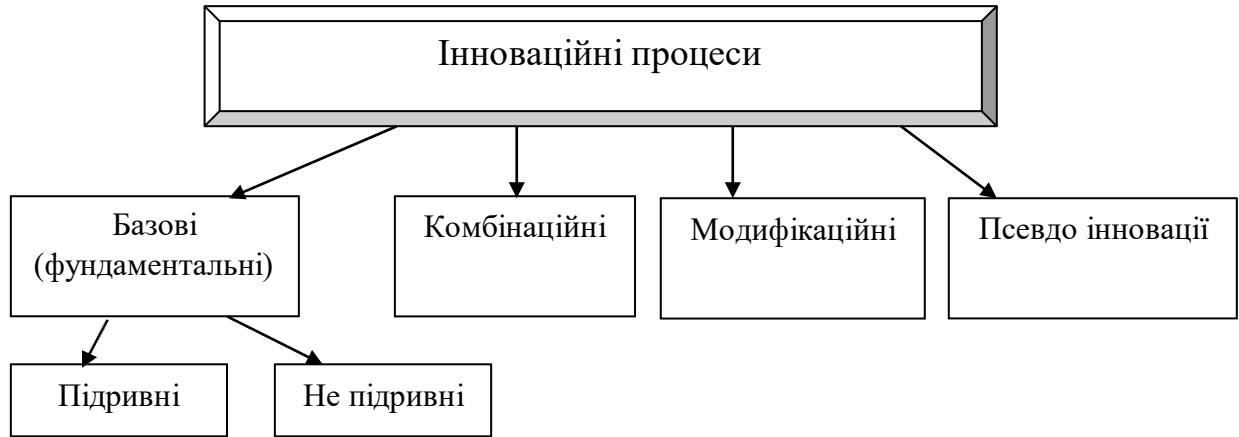 Інноваційні процеси
Базові
(фундаментальні)
Комбінаційні
Модифікаційні
Псевдо інновації
Підривні
Не підривні